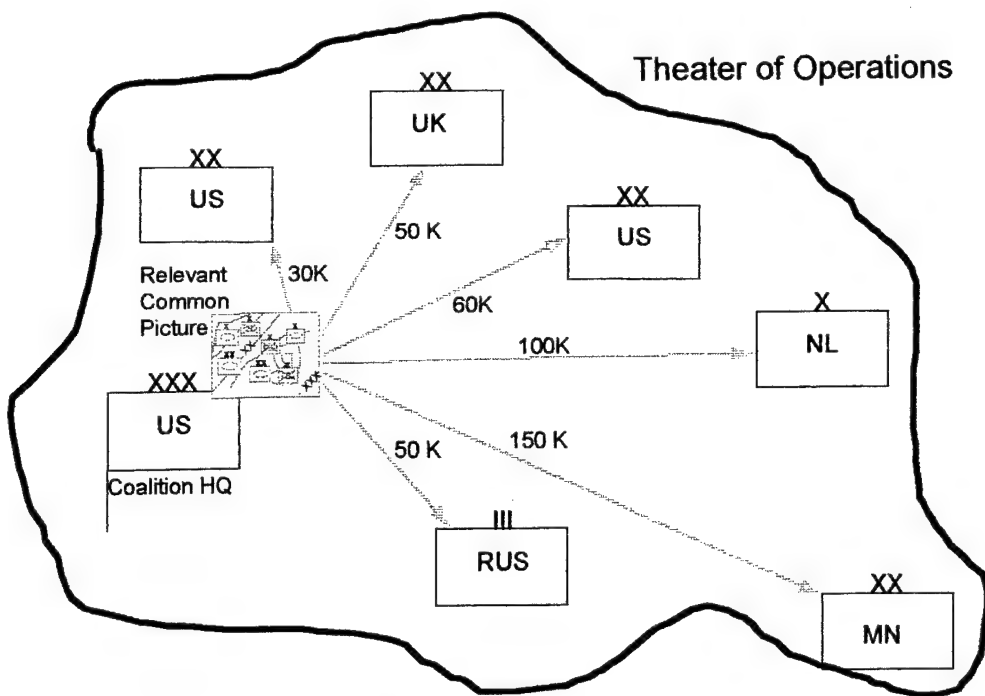 Theater of Operations
XX
UK
XX
US
XX
US
50 K
30K
Relevant
Common
Picture
60K
X
NL
100K
XXX
US
Coalition HQ
50 K
150 K
III
RUS
XX
MN